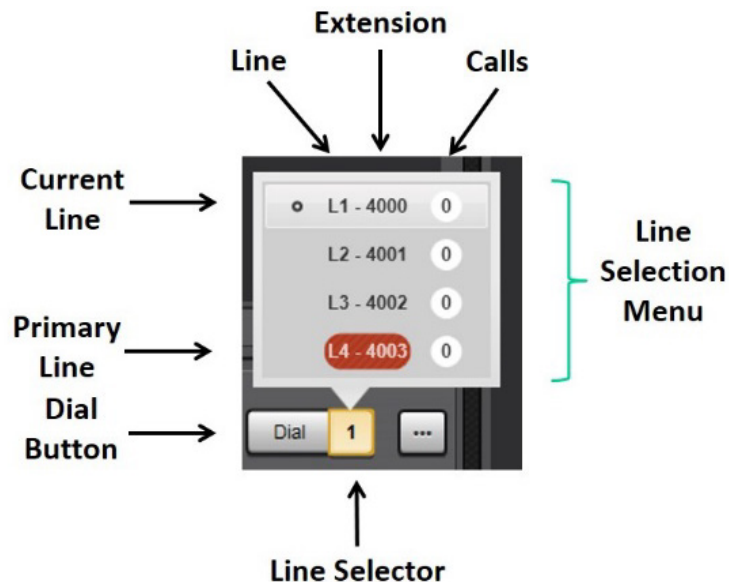 Extension
Line
Calls
Current
Line
L1 - 4000 0
L2 - 4001 0
L3 - 4002 0
L4 - 4003 0
Line
Selection
Menu
Primary
Line
Dial
Button
Dial 1 ...
Line Selector